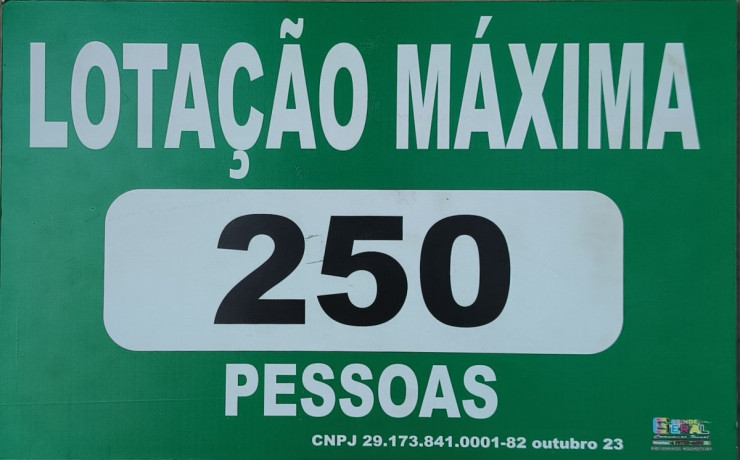 LOTAÇÃO MÁXIMA
250
PESSOAS
CNPJ 29.173.841.0001-82 outubro 23